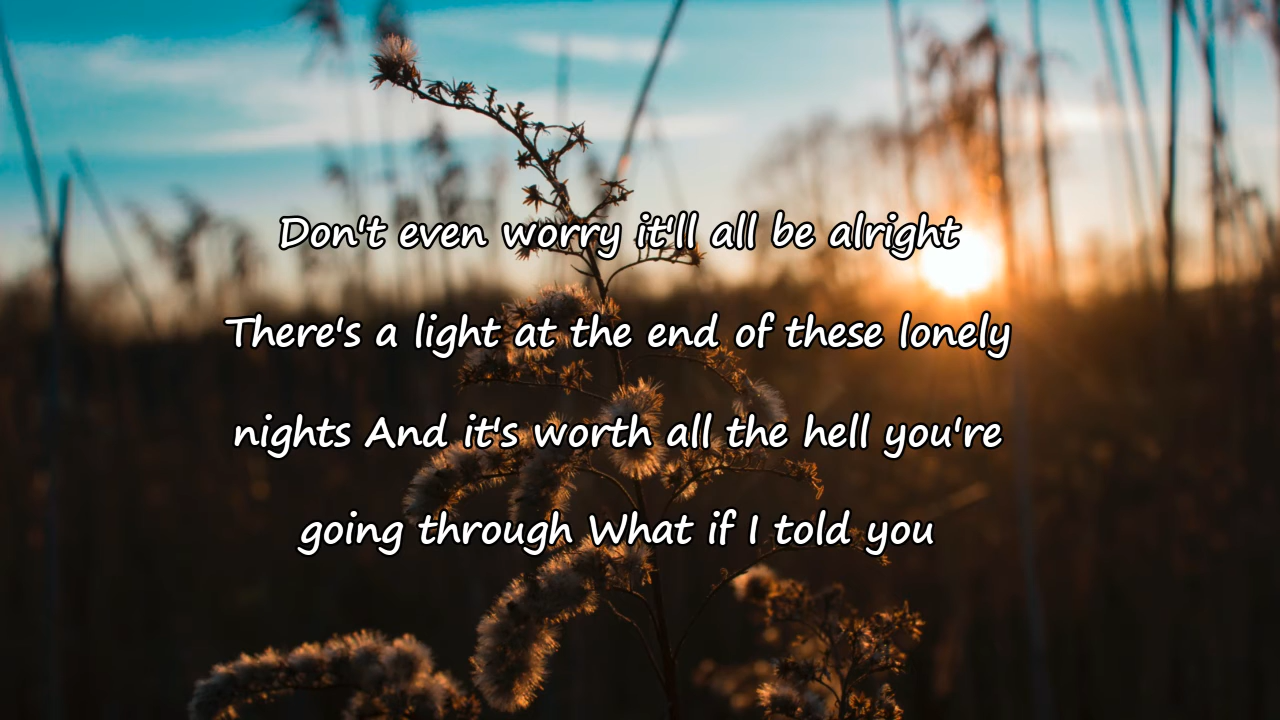 Don't even worry it'll all be alright
There's a light at the end of these lonely
nights And it's worth all the hell you're
going through What if I told you